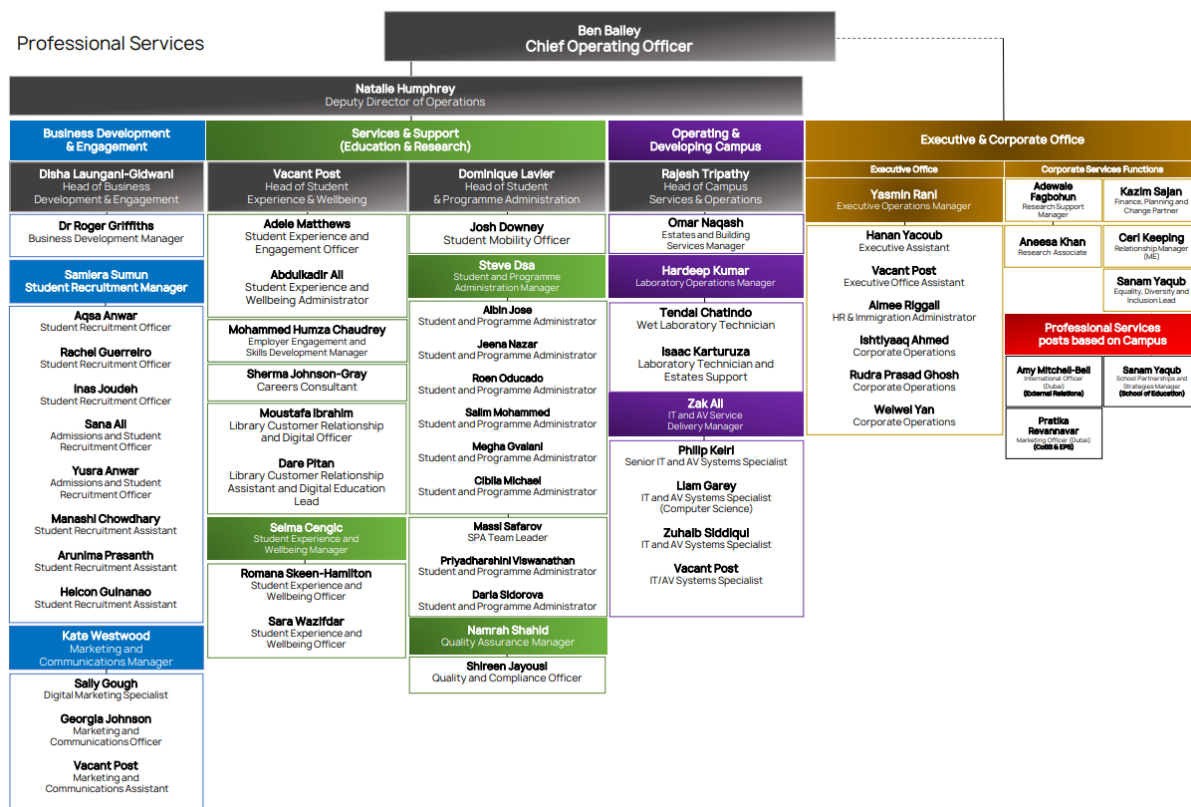 Professional Services
Ben Bailey
Chief Operating Officer
Natalie Humphrey
Deputy Director of Operations
Business Development
& Engagement
Disha Laungani-Gidwani
Head of Business
Development & Engagement
Dr Roger Griffiths
Business Development Manager
Samiera Sumun
Student Recruitment Manager
Aqsa Anwar
Student Recruitment Officer
Rachel Guerreiro
Student Recruitment Officer
Inas Joudeh
Student Recruitment Officer
Sana Ali
Admissions and Student
Recruitment Officer
Yusra Anwar
Admissions and Student
Recruitment Officer
Manashi Chowdhary
Student Recruitment Assistant
Arunima Prasanth
Student Recruitment Assistant
Helcon Guinanao
Student Recruitment Assistant
Kate Westwood
Marketing and
Communications Manager
Sally Gough
Digital Marketing Specialist
Georgia Johnson
Marketing and
Communications Officer
Vacant Post
Marketing and
Communications Assistant
Services & Support
(Education & Research)
Vacant Post
Head of Student
Experience & Wellbeing
Adele Matthews
Student Experience and
Engagement Officer
Abdulkadir Ali
Student Experience and
Wellbeing Administrator
Mohammed Humza Chaudrey
Employer Engagement and
Skills Development Manager
Sherma Johnson-Gray
Careers Consultant
Moustafa Ibrahim
Library Customer Relationship
and Digital Officer
Dare Pitan
Library Customer Relationship
Assistant and Digital Education
Lead
Selma Cengic
Student Experience and
Wellbeing Manager
Romana Skeen-Hamilton
Student Experience and
Wellbeing Officer
Sara Wazifdar
Student Experience and
Wellbeing Officer
Dominique Lavier
Head of Student
& Programme Administration
Josh Downey
Student Mobility Officer
Steve Dsa
Student and Programme
Administration Manager
Albin Jose
Student and Programme Administrator
Jeena Nazar
Student and Programme Administrator
Roen Oducado
Student and Programme Administrator
Salim Mohammed
Student and Programme Administrator
Megha Gvalani
Student and Programme Administrator
Cibila Michael
Student and Programme Administrator
Massi Safarov
SPA Team Leader
Priyadharshini Viswanathan
Student and Programme Administrator
Daria Sidorova
Student and Programme Administrator
Namrah Shahid
Quality Assurance Manager
Shireen Jayousi
Quality and Compliance Officer
Operating &
Developing Campus
Rajesh Tripathy
Head of Campus
Services & Operations
Omar Naqash
Estates and Building
Services Manager
Hardeep Kumar
Laboratory Operations Manager
Tendai Chatindo
Wet Laboratory Technician
Isaac Karturuza
Laboratory Technician and
Estates Support
Zak Ali
IT and AV Service
Delivery Manager
Philip Keiri
Senior IT and AV Systems Specialist
Liam Garey
IT and AV Systems Specialist
(Computer Science)
Zuhaib Siddiqui
IT and AV Systems Specialist
Vacant Post
IT/AV Systems Specialist
Executive & Corporate Office
Executive Office
Yasmin Rani
Executive Operations Manager
Hanan Yacoub
Executive Assistant
Vacant Post
Executive Office Assistant
Aimee Riggall
HR & Immigration Administrator
Ishtiyaaq Ahmed
Corporate Operations
Rudra Prasad Ghosh
Corporate Operations
Weiwei Yan
Corporate Operations
Corporate Services Functions
Adewale
Fagbohun
Research Support
Manager
Kazim Sajan
Finance, Planning and
Change Partner
Aneesa Khan
Research Associate
Ceri Keeping
Relationship Manager
(ME)
Sanam Yaqub
Equality, Diversity and
Inclusion Lead
Professional Services
posts based on Campus
Amy Mitchell-Bell
International Officer
(Dubai)
(External Relations)
Sanam Yaqub
School Partnerships and
Strategies Manager
(School of Education)
Pratika
Revannavar
Marketing Officer (Dubai)
(CoSS & EPS)